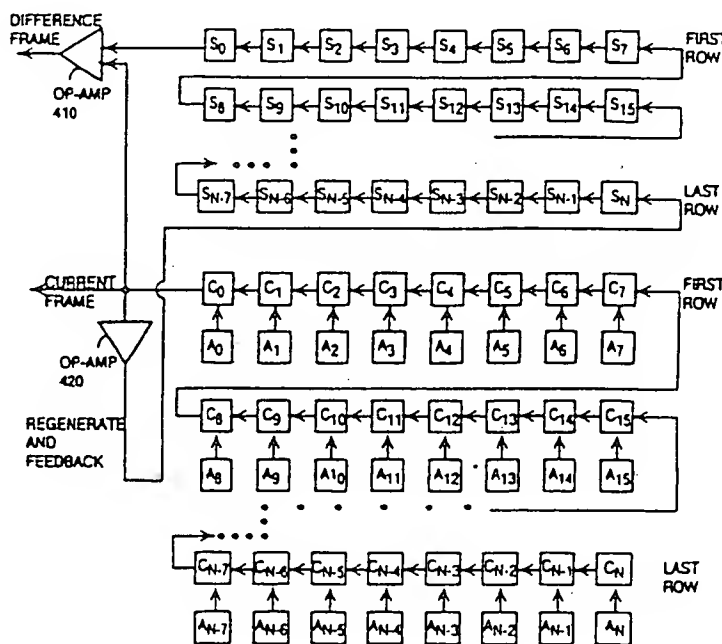 DIFFERENCE
FRAME
S0 S1 S2 S3 S4 S5 S6 S7
FIRST
ROW
OP-AMP
410
S8 S9 S10 S11 S12 S13 S14 S15
SN-7 SN-6 SN-5 SN-4 SN-3 SN-2 SN-1 SN
LAST
ROW
CURRENT
FRAME
C0 C1 C2 C3 C4 C5 C6 C7
FIRST
ROW
OP-AMP
420
A0 A1 A2 A3 A4 A5 A6 A7
REGENERATE
AND
FEEDBACK
C8 C9 C10 C11 C12 C13 C14 C15
A8 A9 A10 A11 A12 A13 A14 A15
CN-7 CN-6 CN-5 CN-4 CN-3 CN-2 CN-1 CN
LAST
ROW
AN-7 AN-6 AN-5 AN-4 AN-3 AN-2 AN-1 AN